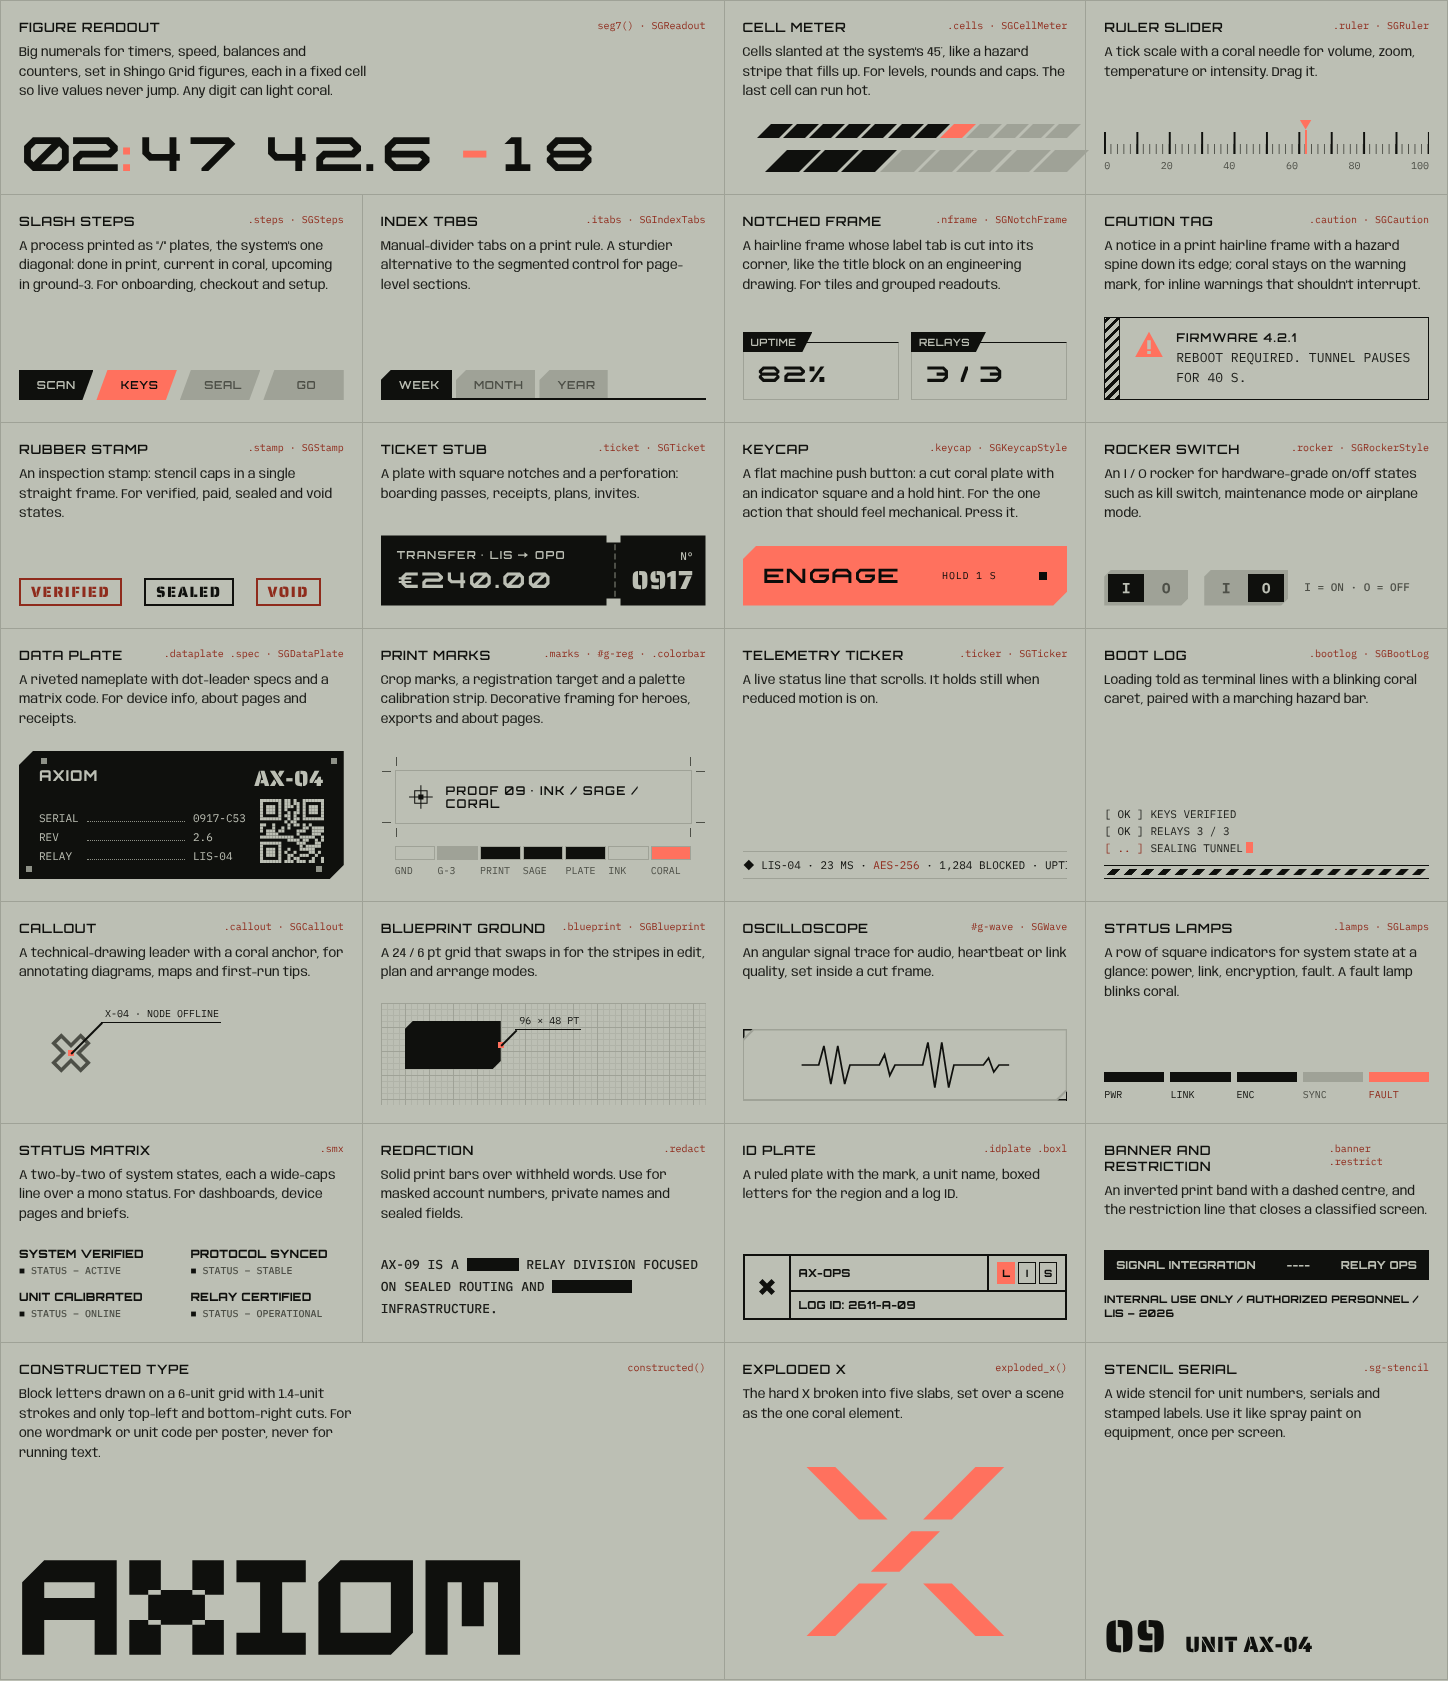 FIGURE READOUT
seg7() · SGReadout
Big numerals for timers, speed, balances and
counters, set in Shingo Grid figures, each in a fixed cell
so live values never jump. Any digit can light coral.
02:47 42.6 -18
CELL METER
.cells · SGCellMeter
Cells slanted at the system's 45°, like a hazard
stripe that fills up. For levels, rounds and caps. The
last cell can run hot.
RULER SLIDER
.ruler · SGRuler
A tick scale with a coral needle for volume, zoom,
temperature or intensity. Drag it.
0 20 40 60 80 100
SLASH STEPS
.steps · SGSteps
A process printed as "/" plates, the system's one
diagonal: done in print, current in coral, upcoming
in ground-3. For onboarding, checkout and setup.
SCAN KEYS SEAL GO
INDEX TABS
.itabs · SGIndexTabs
Manual-divider tabs on a print rule. A sturdier
alternative to the segmented control for page-
level sections.
WEEK MONTH YEAR
NOTCHED FRAME
.nframe · SGNotchFrame
A hairline frame whose label tab is cut into its
corner, like the title block on an engineering
drawing. For tiles and grouped readouts.
UPTIME
82%
RELAYS
3 / 3
CAUTION TAG
.caution · SGCaution
A notice in a print hairline frame with a hazard
spine down its edge; coral stays on the warning
mark, for inline warnings that shouldn't interrupt.
FIRMWARE 4.2.1
REBOOT REQUIRED. TUNNEL PAUSES
FOR 40 S.
RUBBER STAMP
.stamp · SGStamp
An inspection stamp: stencil caps in a single
straight frame. For verified, paid, sealed and void
states.
VERIFIED SEALED VOID
TICKET STUB
.ticket · SGTicket
A plate with square notches and a perforation:
boarding passes, receipts, plans, invites.
TRANSFER · LIS → OPO
€240.00
N°
0917
KEYCAP
.keycap · SGKeycapStyle
A flat machine push button: a cut coral plate with
an indicator square and a hold hint. For the one
action that should feel mechanical. Press it.
ENGAGE HOLD 1 S
ROCKER SWITCH
.rocker · SGRockerStyle
An I / O rocker for hardware-grade on/off states
such as kill switch, maintenance mode or airplane
mode.
I O I O I = ON · O = OFF
DATA PLATE
.dataplate .spec · SGDataPlate
A riveted nameplate with dot-leader specs and a
matrix code. For device info, about pages and
receipts.
AXIOM AX-04
SERIAL 0917-C53
REV 2.6
RELAY LIS-04
PRINT MARKS
.marks · #g-reg · .colorbar
Crop marks, a registration target and a palette
calibration strip. Decorative framing for heroes,
exports and about pages.
PROOF 09 · INK / SAGE /
CORAL
GND G-3 PRINT SAGE PLATE INK CORAL
TELEMETRY TICKER
.ticker · SGTicker
A live status line that scrolls. It holds still when
reduced motion is on.
◆ LIS-04 · 23 MS · AES-256 · 1,284 BLOCKED · UPTI
BOOT LOG
.bootlog · SGBootLog
Loading told as terminal lines with a blinking coral
caret, paired with a marching hazard bar.
[ OK ] KEYS VERIFIED
[ OK ] RELAYS 3 / 3
[ .. ] SEALING TUNNEL
CALLOUT
.callout · SGCallout
A technical-drawing leader with a coral anchor, for
annotating diagrams, maps and first-run tips.
X-04 · NODE OFFLINE
BLUEPRINT GROUND
.blueprint · SGBlueprint
A 24 / 6 pt grid that swaps in for the stripes in edit,
plan and arrange modes.
96 × 48 PT
OSCILLOSCOPE
#g-wave · SGWave
An angular signal trace for audio, heartbeat or link
quality, set inside a cut frame.
STATUS LAMPS
.lamps · SGLamps
A row of square indicators for system state at a
glance: power, link, encryption, fault. A fault lamp
blinks coral.
PWR LINK ENC SYNC FAULT
STATUS MATRIX
.smx
A two-by-two of system states, each a wide-caps
line over a mono status. For dashboards, device
pages and briefs.
SYSTEM VERIFIED
■ STATUS – ACTIVE
PROTOCOL SYNCED
■ STATUS – STABLE
UNIT CALIBRATED
■ STATUS – ONLINE
RELAY CERTIFIED
■ STATUS – OPERATIONAL
REDACTION
.redact
Solid print bars over withheld words. Use for
masked account numbers, private names and
sealed fields.
AX-09 IS A RELAY DIVISION FOCUSED
ON SEALED ROUTING AND
INFRASTRUCTURE.
ID PLATE
.idplate .boxl
A ruled plate with the mark, a unit name, boxed
letters for the region and a log ID.
AX-OPS L I S
LOG ID: 2611-A-09
BANNER AND
RESTRICTION
.banner
.restrict
An inverted print band with a dashed centre, and
the restriction line that closes a classified screen.
SIGNAL INTEGRATION ---- RELAY OPS
INTERNAL USE ONLY / AUTHORIZED PERSONNEL /
LIS – 2026
CONSTRUCTED TYPE
constructed()
Block letters drawn on a 6-unit grid with 1.4-unit
strokes and only top-left and bottom-right cuts. For
one wordmark or unit code per poster, never for
running text.
AXIOM
EXPLODED X
exploded_x()
The hard X broken into five slabs, set over a scene
as the one coral element.
STENCIL SERIAL
.sg-stencil
A wide stencil for unit numbers, serials and
stamped labels. Use it like spray paint on
equipment, once per screen.
09 UNIT AX-04